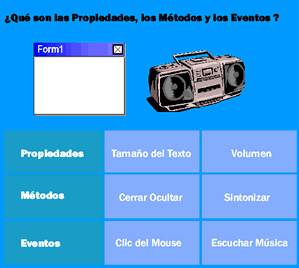 ¿Qué son las Propiedades, los Métodos y los Eventos ?
Form1
Propiedades Tamaño del Texto Volumen
Métodos Cerrar Ocultar Sintonizar
Eventos Clic del Mouse Escuchar Música